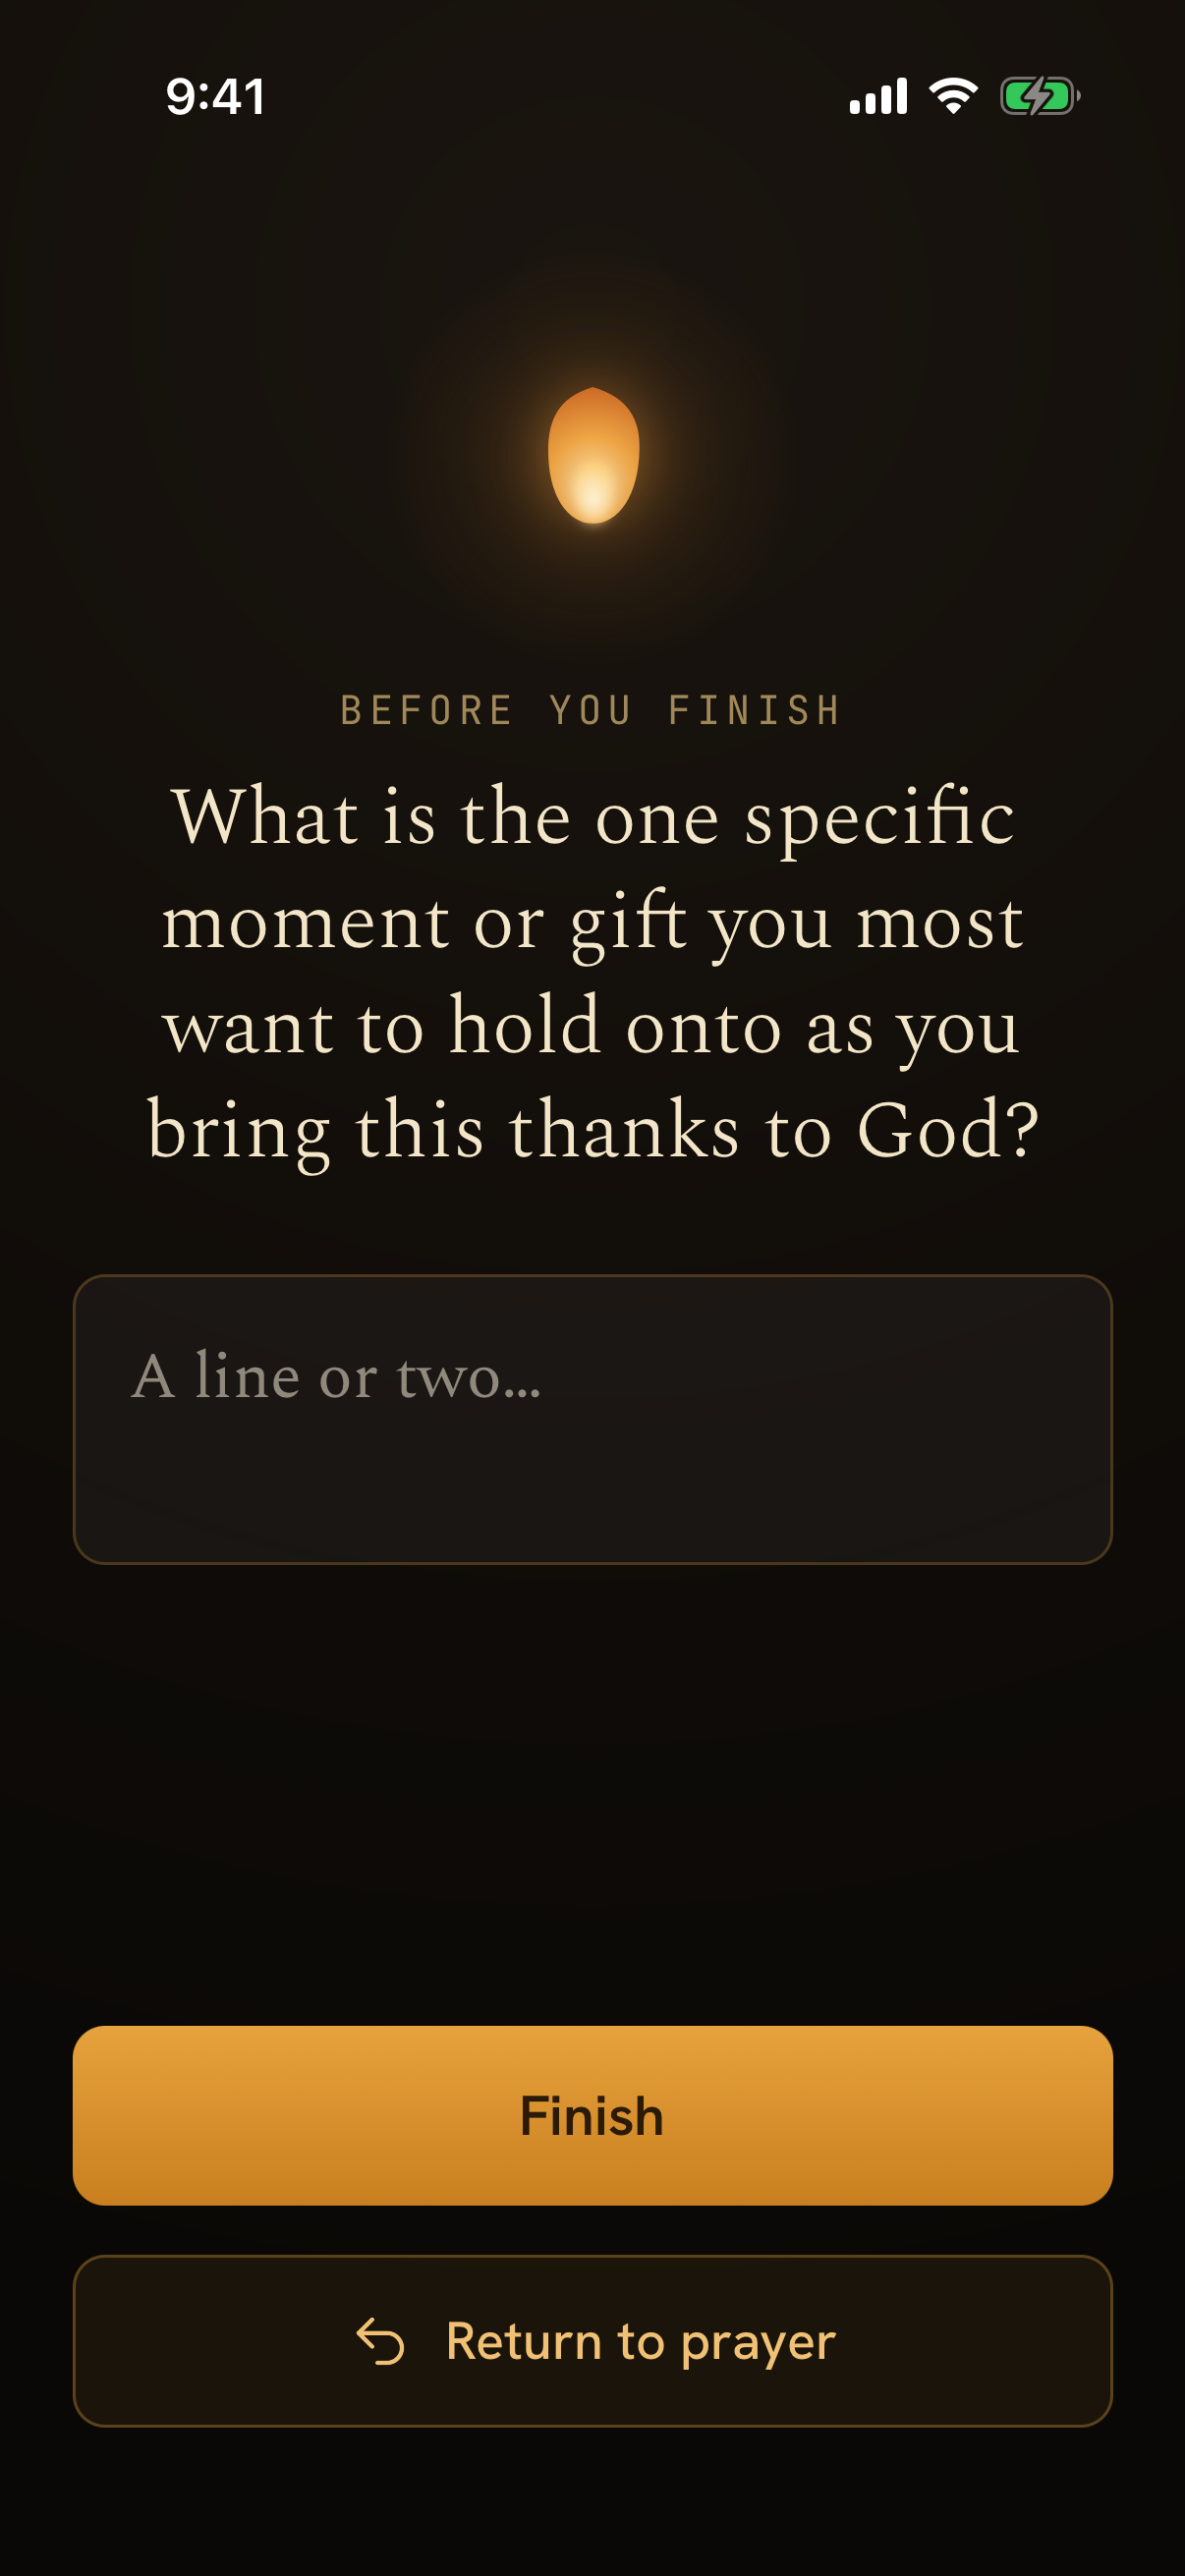 9:41
BEFORE YOU FINISH
What is the one specific
moment or gift you most
want to hold onto as you
bring this thanks to God?
A line or two…
Finish
Return to prayer